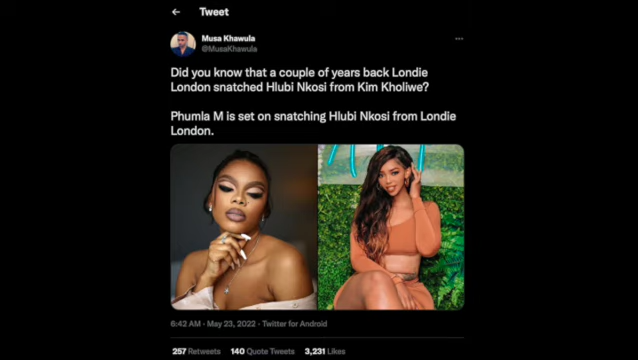 Tweet
Musa Khawula
@MusaKhawula
Did you know that a couple of years back Londie
London snatched Hlubi Nkosi from Kim Kholiwe?
Phumla M is set on snatching Hlubi Nkosi from Londie
London.
6:42 AM · May 23, 2022 · Twitter for Android
257 Retweets 140 Quote Tweets 3,231 Likes